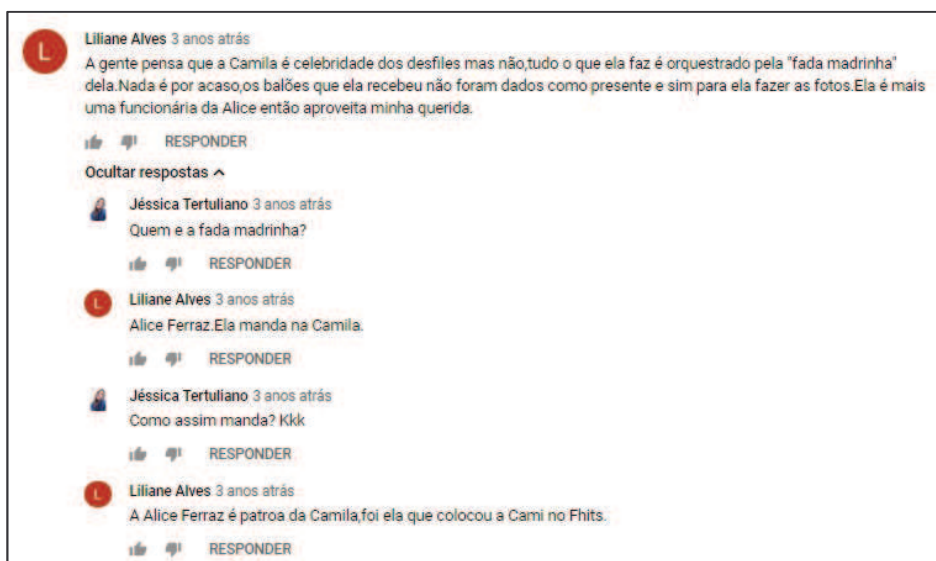 L
Liliane Alves 3 anos atrás
A gente pensa que a Camila é celebridade dos desfiles mas não,tudo o que ela faz é orquestrado pela "fada madrinha"
dela.Nada é por acaso,os balões que ela recebeu não foram dados como presente e sim para ela fazer as fotos.Ela é mais
uma funcionária da Alice então aproveita minha querida.
RESPONDER
Ocultar respostas
Jéssica Tertuliano 3 anos atrás
Quem e a fada madrinha?
RESPONDER
L
Liliane Alves 3 anos atrás
Alice Ferraz.Ela manda na Camila.
RESPONDER
Jéssica Tertuliano 3 anos atrás
Como assim manda? Kkk
RESPONDER
L
Liliane Alves 3 anos atrás
A Alice Ferraz é patroa da Camila,foi ela que colocou a Cami no Fhits.
RESPONDER